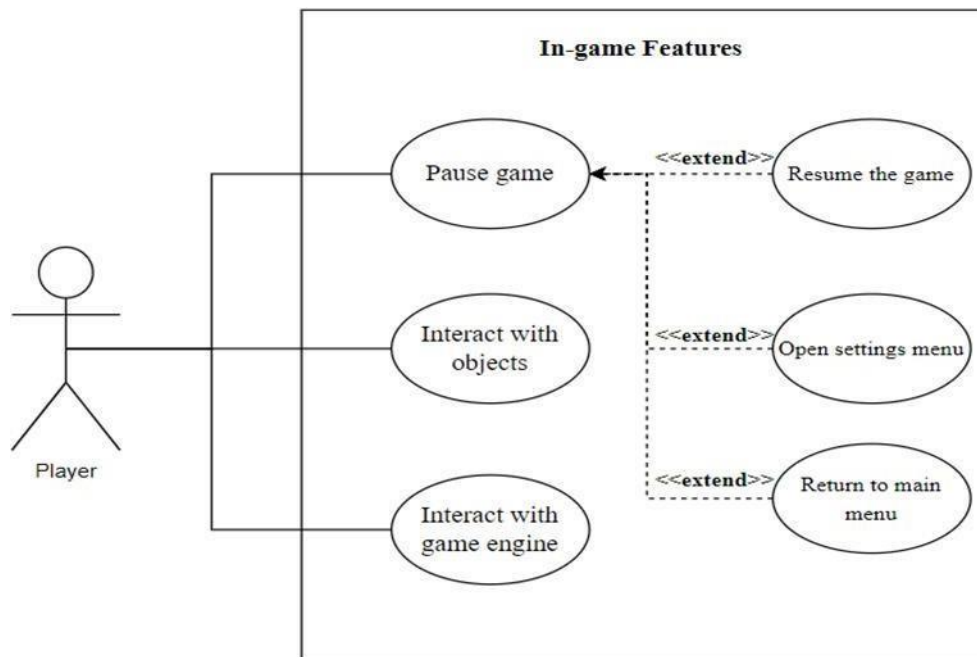 In-game Features
Pause game
<<extend>>
Resume the game
Interact with
objects
<<extend>>
Open settings menu
Player
Interact with
game engine
<<extend>>
Return to main
menu